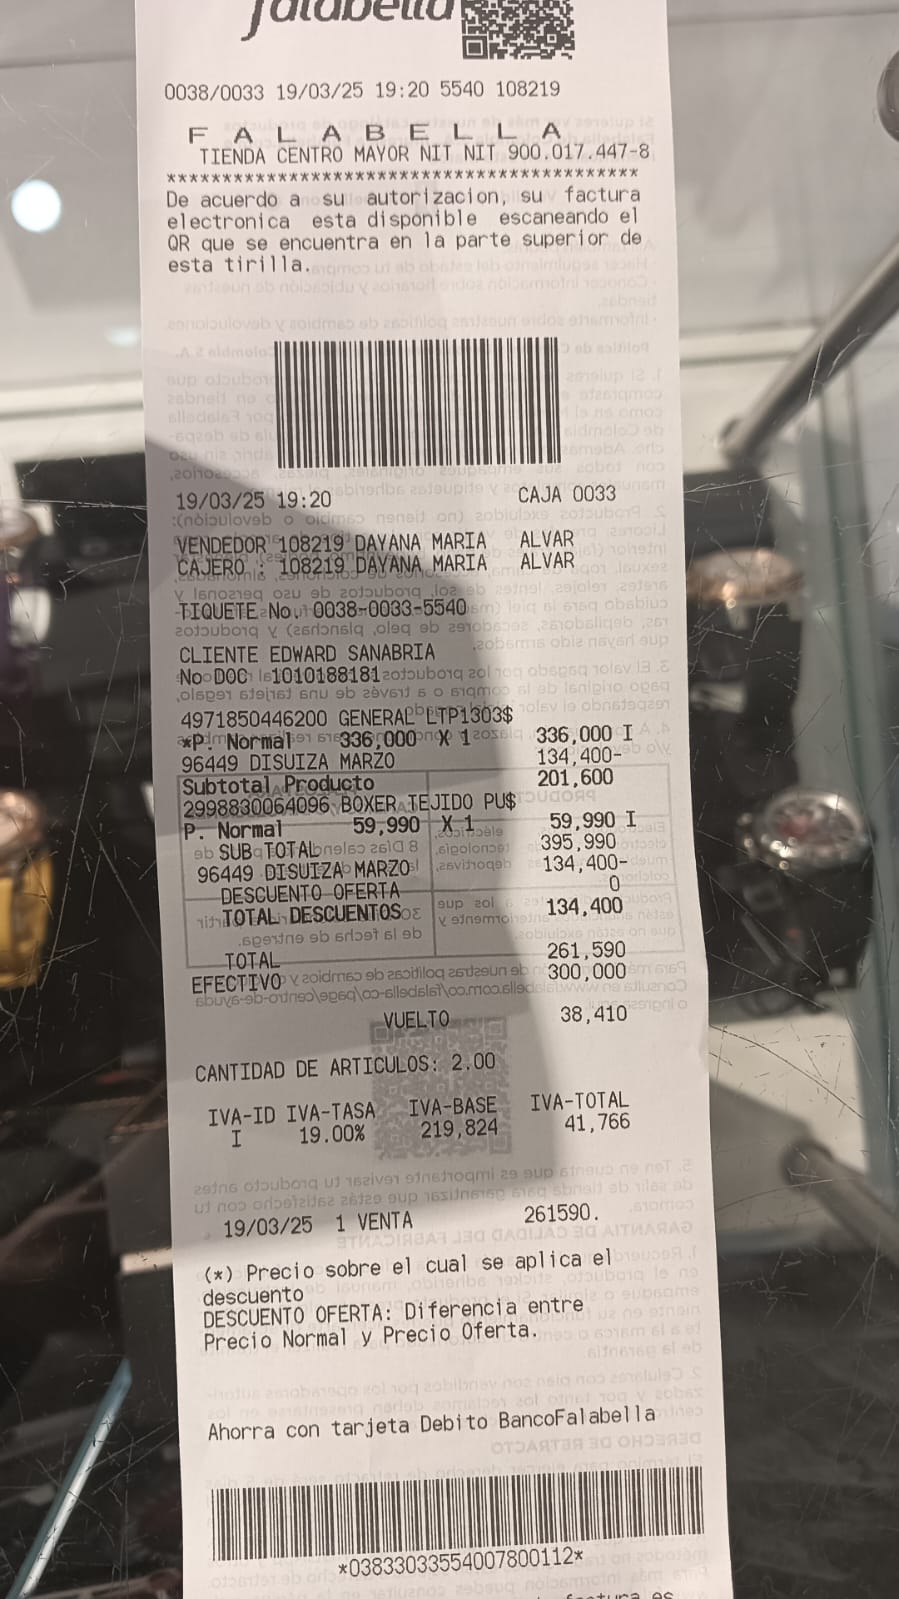 falabella
0038/0033 19/03/25 19:20 5540 108219
F A L A B E L L A
TIENDA CENTRO MAYOR NIT NIT 900.017.447-8
******************************************
De acuerdo a su autorizacion, su factura
electronica esta disponible escaneando el
QR que se encuentra en la parte superior de
esta tirilla.
19/03/25 19:20 CAJA 0033
VENDEDOR 108219 DAYANA MARIA ALVAR
CAJERO : 108219 DAYANA MARIA ALVAR
TIQUETE No. 0038-0033-5540
CLIENTE EDWARD SANABRIA
No DOC 1010188181
4971850446200 GENERAL LTP1303$
*P. Normal 336,000 X 1 336,000 I
96449 DISUIZA MARZO 134,400-
Subtotal Producto 201,600
2998830064096 BOXER TEJIDO PU$
P. Normal 59,990 X 1 59,990 I
SUB TOTAL 395,990
96449 DISUIZA MARZO 134,400-
DESCUENTO OFERTA 0
TOTAL DESCUENTOS 134,400
TOTAL 261,590
EFECTIVO 300,000
VUELTO 38,410
CANTIDAD DE ARTICULOS: 2.00
IVA-ID IVA-TASA IVA-BASE IVA-TOTAL
I 19.00% 219,824 41,766
19/03/25 1 VENTA 261590.
(*) Precio sobre el cual se aplica el
descuento
DESCUENTO OFERTA: Diferencia entre
Precio Normal y Precio Oferta.
Ahorra con tarjeta Debito BancoFalabella
*03833033554007800112*